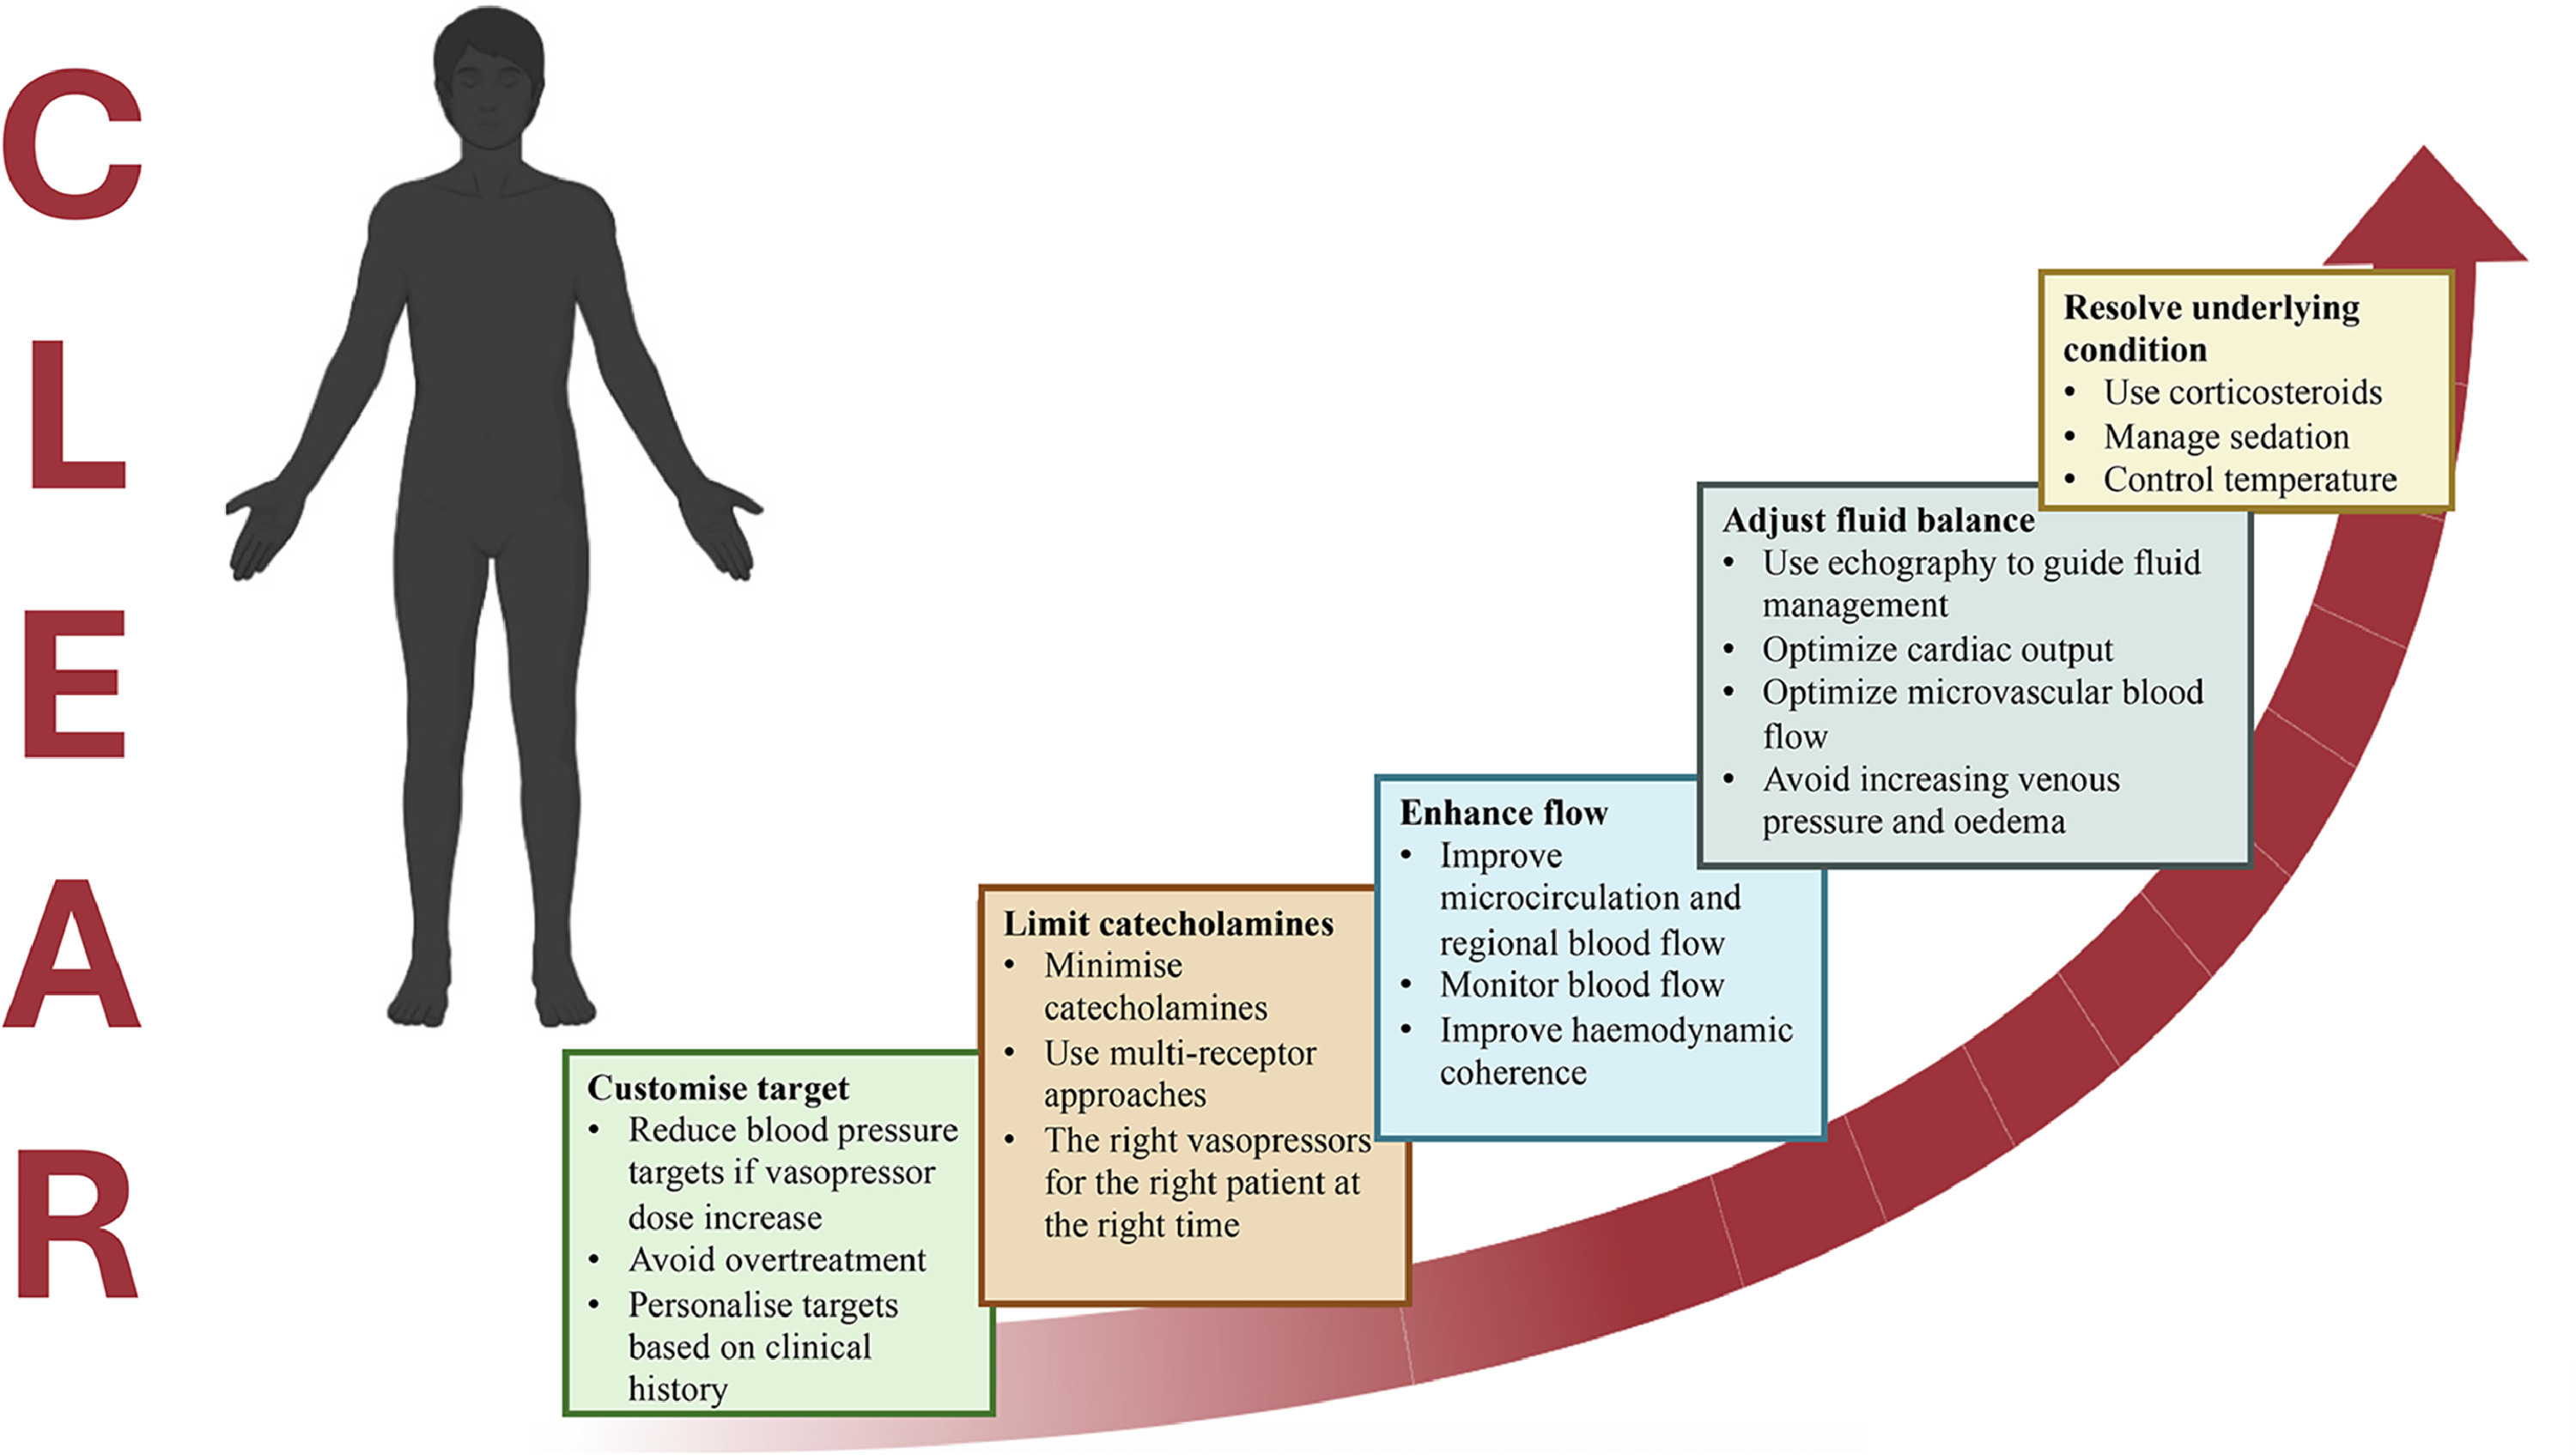 C
L
E
A
R
Customise target
• Reduce blood pressure
targets if vasopressor
dose increase
• Avoid overtreatment
• Personalise targets
based on clinical
history
Limit catecholamines
• Minimise
catecholamines
• Use multi-receptor
approaches
• The right vasopressors
for the right patient at
the right time
Enhance flow
• Improve
microcirculation and
regional blood flow
• Monitor blood flow
• Improve haemodynamic
coherence
Adjust fluid balance
• Use echography to guide fluid
management
• Optimize cardiac output
• Optimize microvascular blood
flow
• Avoid increasing venous
pressure and oedema
Resolve underlying
condition
• Use corticosteroids
• Manage sedation
• Control temperature